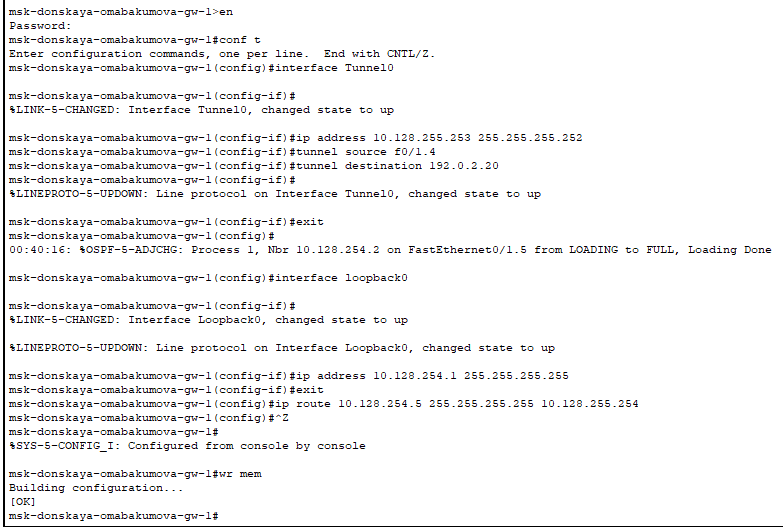 msk-donskaya-omabakumova-gw-1>en
Password:
msk-donskaya-omabakumova-gw-1#conf t
Enter configuration commands, one per line.  End with CNTL/Z.
msk-donskaya-omabakumova-gw-1(config)#interface Tunnel0
msk-donskaya-omabakumova-gw-1(config-if)#
%LINK-5-CHANGED: Interface Tunnel0, changed state to up
msk-donskaya-omabakumova-gw-1(config-if)#ip address 10.128.255.253 255.255.255.252
msk-donskaya-omabakumova-gw-1(config-if)#tunnel source f0/1.4
msk-donskaya-omabakumova-gw-1(config-if)#tunnel destination 192.0.2.20
msk-donskaya-omabakumova-gw-1(config-if)#
%LINEPROTO-5-UPDOWN: Line protocol on Interface Tunnel0, changed state to up
msk-donskaya-omabakumova-gw-1(config-if)#exit
msk-donskaya-omabakumova-gw-1(config)#
00:40:16: %OSPF-5-ADJCHG: Process 1, Nbr 10.128.254.2 on FastEthernet0/1.5 from LOADING to FULL, Loading Done
msk-donskaya-omabakumova-gw-1(config)#interface loopback0
msk-donskaya-omabakumova-gw-1(config-if)#
%LINK-5-CHANGED: Interface Loopback0, changed state to up
%LINEPROTO-5-UPDOWN: Line protocol on Interface Loopback0, changed state to up
msk-donskaya-omabakumova-gw-1(config-if)#ip address 10.128.254.1 255.255.255.255
msk-donskaya-omabakumova-gw-1(config-if)#exit
msk-donskaya-omabakumova-gw-1(config)#ip route 10.128.254.5 255.255.255.255 10.128.255.254
msk-donskaya-omabakumova-gw-1(config)#^Z
msk-donskaya-omabakumova-gw-1#
%SYS-5-CONFIG_I: Configured from console by console
msk-donskaya-omabakumova-gw-1#wr mem
Building configuration...
[OK]
msk-donskaya-omabakumova-gw-1#